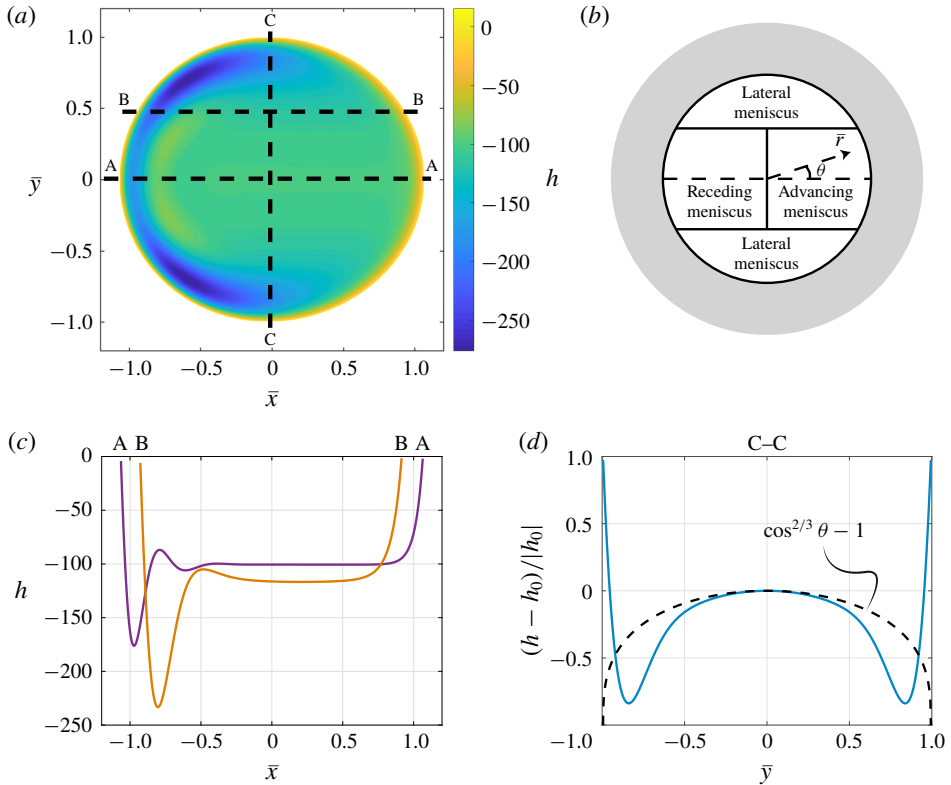 (a)
C
1.0
0.5
0
−0.5
−1.0
ȳ
B
B
A
A
C
−1.0 −0.5 0 0.5 1.0
x̄
0
−50
−100
−150
−200
−250
h
(b)
Lateral
meniscus
r̄
θ
Receding
meniscus
Advancing
meniscus
Lateral
meniscus
(c)
A B B A
0
−50
−100
−150
−200
−250
h
−1.0 −0.5 0 0.5 1.0
x̄
(d)
C–C
1.0
0.5
0
−0.5
(h − h₀)/|h₀|
cos^{2/3} θ − 1
−1.0 −0.5 0 0.5 1.0
ȳ